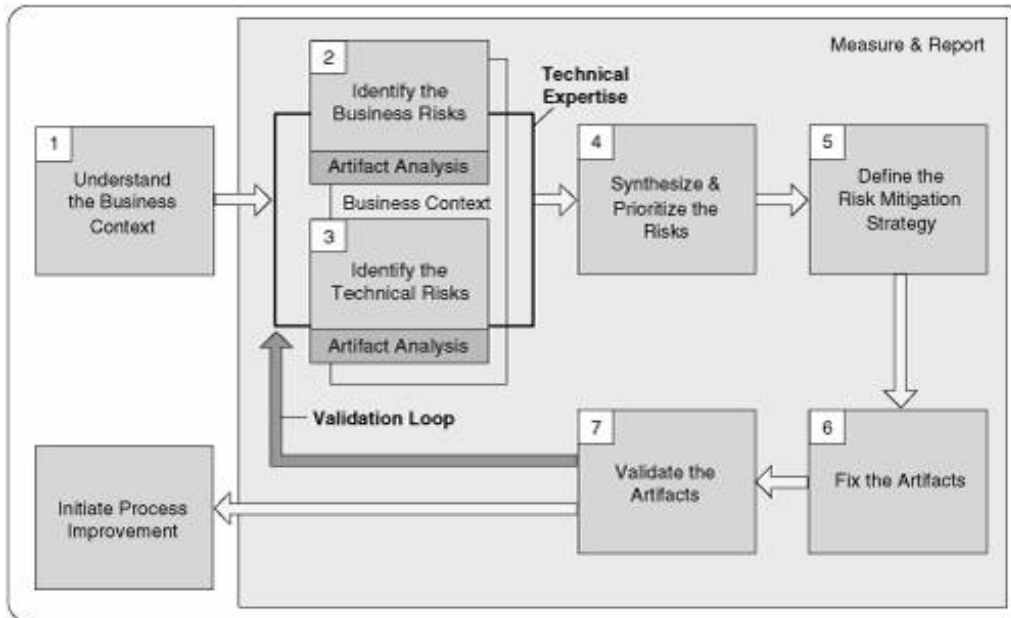 Measure & Report
1
Understand
the Business
Context
2
Identify the
Business Risks
Artifact Analysis
Business Context
3
Identify the
Technical Risks
Artifact Analysis
Technical
Expertise
4
Synthesize &
Prioritize the
Risks
5
Define the
Risk Mitigation
Strategy
Validation Loop
7
Validate the
Artifacts
6
Fix the Artifacts
Initiate Process
Improvement